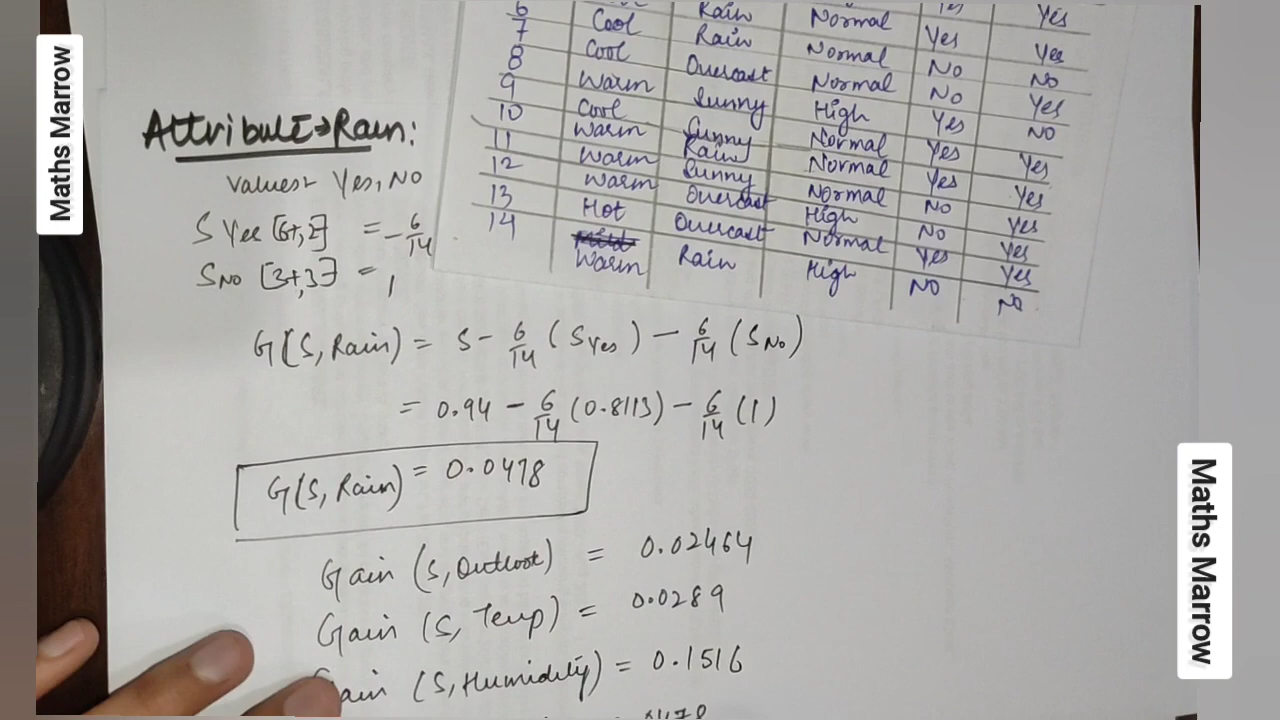 Maths Marrow
6 Rain Normal Yes Yes
7 Cool Rain Normal Yes Yes
8 Cool Overcast Normal No No
9 Warm Sunny Normal No Yes
10 Cool Sunny High Yes No
11 Warm Rain Normal Yes Yes
12 Warm Sunny Normal Yes Yes
13 Warm Overcast Normal No Yes
14 Hot Overcast High No Yes
Normal Yes Yes
Warm Rain High No No
Attribute→Rain:
Values- Yes, No
S Yes [6+, 2] = - 6/14
S No [3+, 3] = 1
G(S, Rain) = S - 6/14 (S Yes) - 6/14 (S No)
= 0.94 - 6/14 (0.8113) - 6/14 (1)
G(S, Rain) = 0.0478
Gain (S, Outlook) = 0.02464
Gain (S, Temp) = 0.0289
Gain (S, Humidity) = 0.1516
Maths Marrow